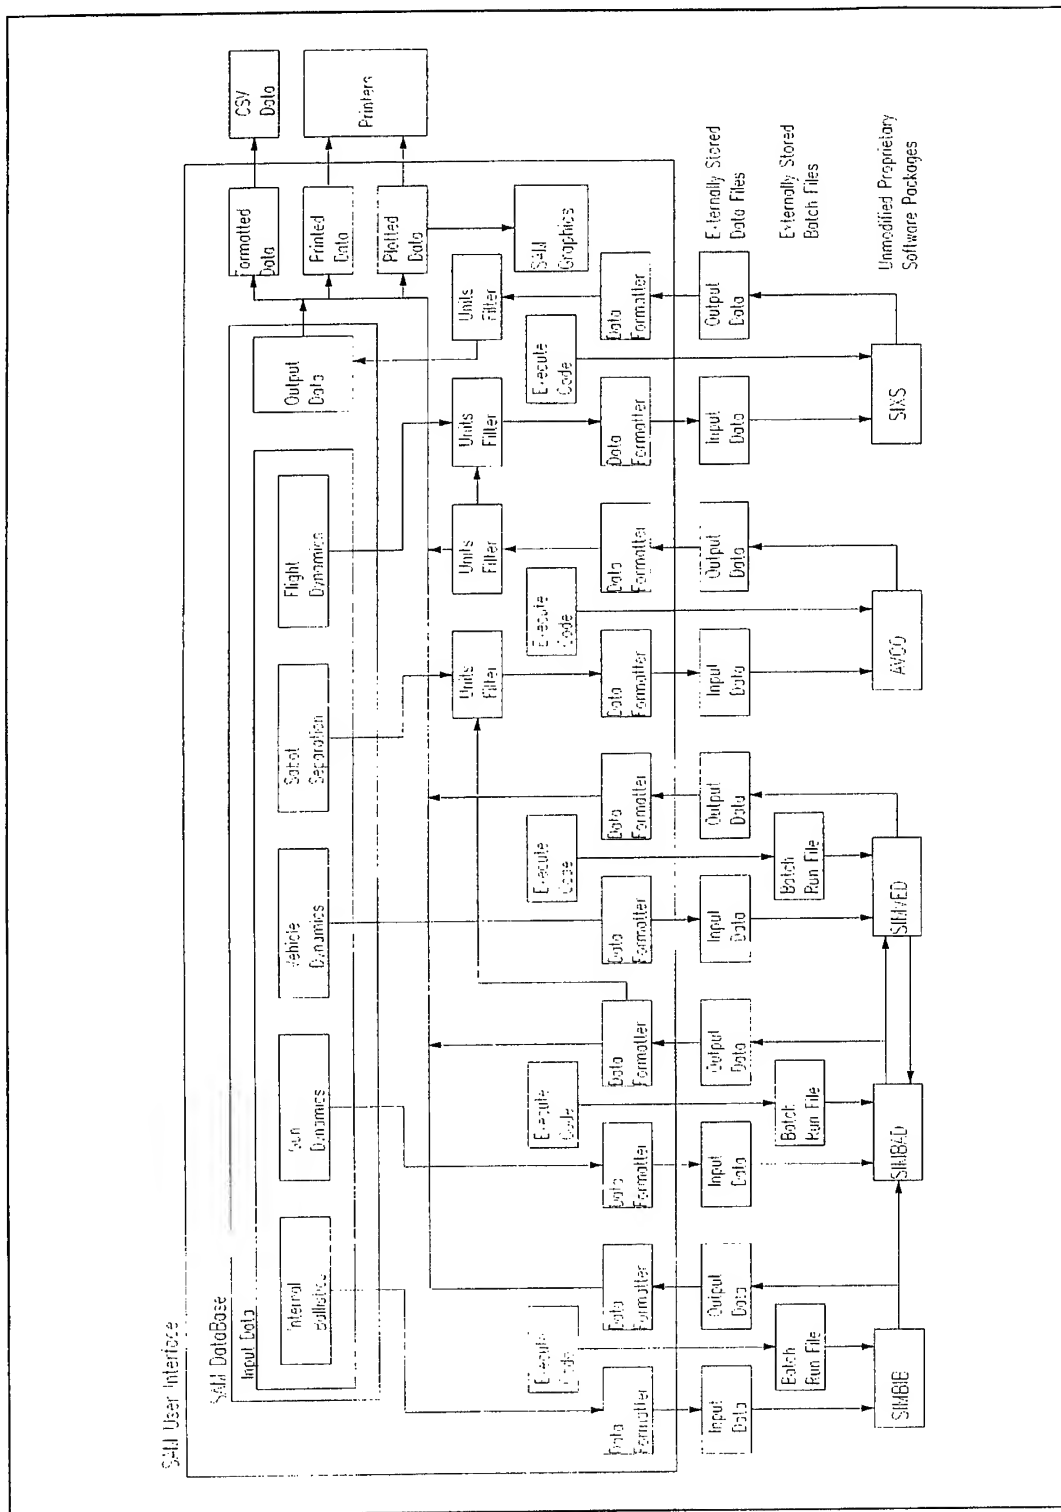 SAM User Interface
SAM DataBase
Input Data
Internal
Ballistics
Gun
Dynamics
Vehicle
Dynamics
Sabot
Separation
Flight
Dynamics
Output
Data
Formatted
Data
CSV
Data
Printed
Data
Plotted
Data
Printers
Units
Filter
Units
Filter
Units
Filter
Units
Filter
SAM
Graphics
Execute
Code
Execute
Code
Execute
Code
Execute
Code
Execute
Code
Data
Formatter
Data
Formatter
Data
Formatter
Data
Formatter
Data
Formatter
Data
Formatter
Data
Formatter
Data
Formatter
Data
Formatter
Data
Formatter
Input
Data
Output
Data
Input
Data
Output
Data
Input
Data
Output
Data
Input
Data
Output
Data
Input
Data
Output
Data
Externally Stored
Data Files
Batch
Run File
Batch
Run File
Batch
Run File
Externally Stored
Batch Files
SIMBIB
SIMBAD
SIMVED
AVCO
SIXS
Unmodified Proprietary
Software Packages